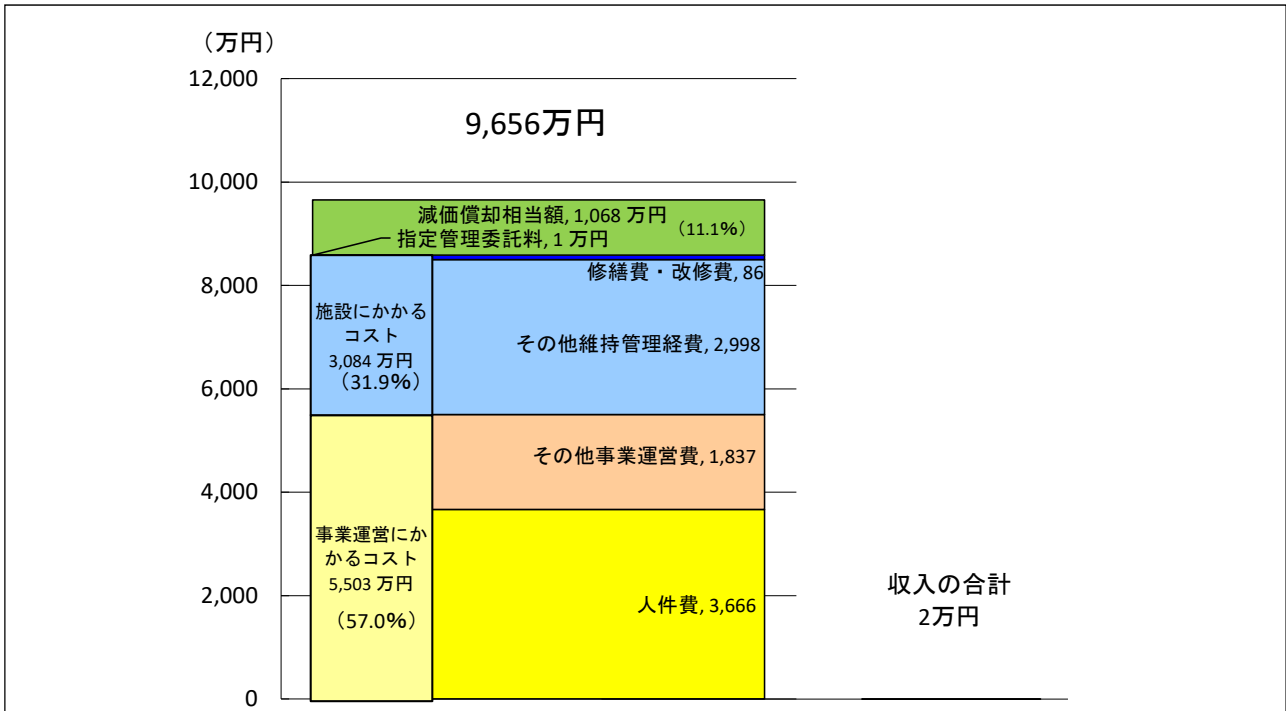 （万円）
12,000
10,000
8,000
6,000
4,000
2,000
0
9,656万円
減価償却相当額, 1,068 万円
（11.1%）
指定管理委託料, 1 万円
修繕費・改修費, 86
施設にかかる
コスト
3,084 万円
（31.9%）
その他維持管理経費, 2,998
その他事業運営費, 1,837
事業運営にか
かるコスト
5,503 万円
（57.0%）
人件費, 3,666
収入の合計
2万円